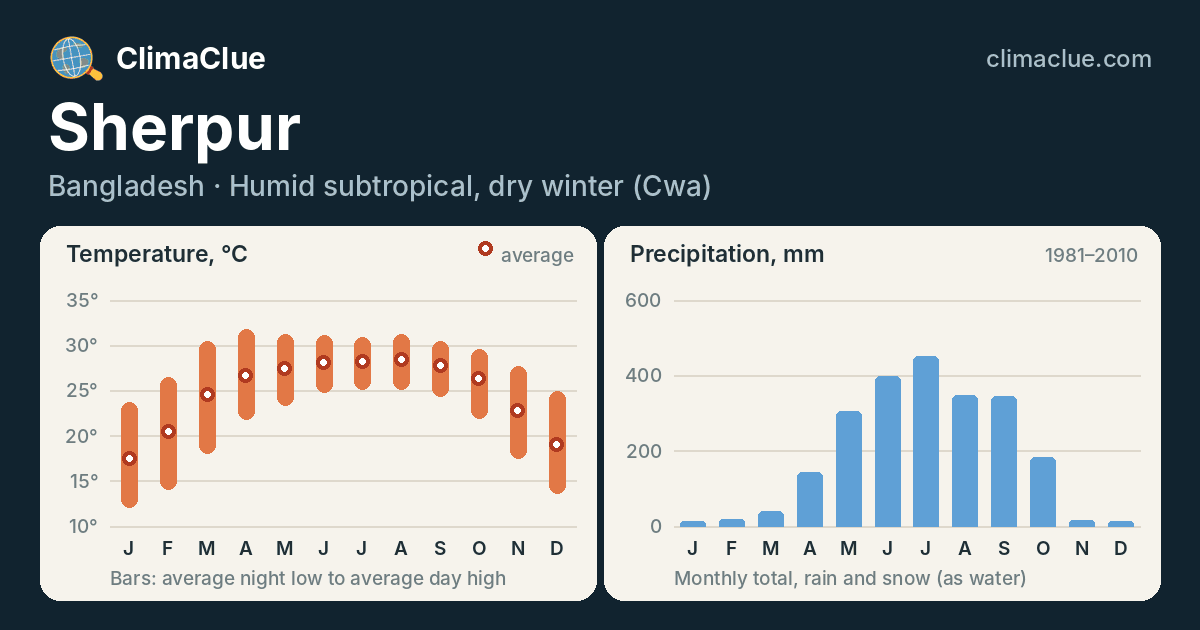 ClimaClue
climaclue.com
Sherpur
Bangladesh · Humid subtropical, dry winter (Cwa)
Temperature, °C
average
35°
30°
25°
20°
15°
10°
J F M A M J J A S O N D
Bars: average night low to average day high
Precipitation, mm
1981–2010
600
400
200
0
J F M A M J J A S O N D
Monthly total, rain and snow (as water)